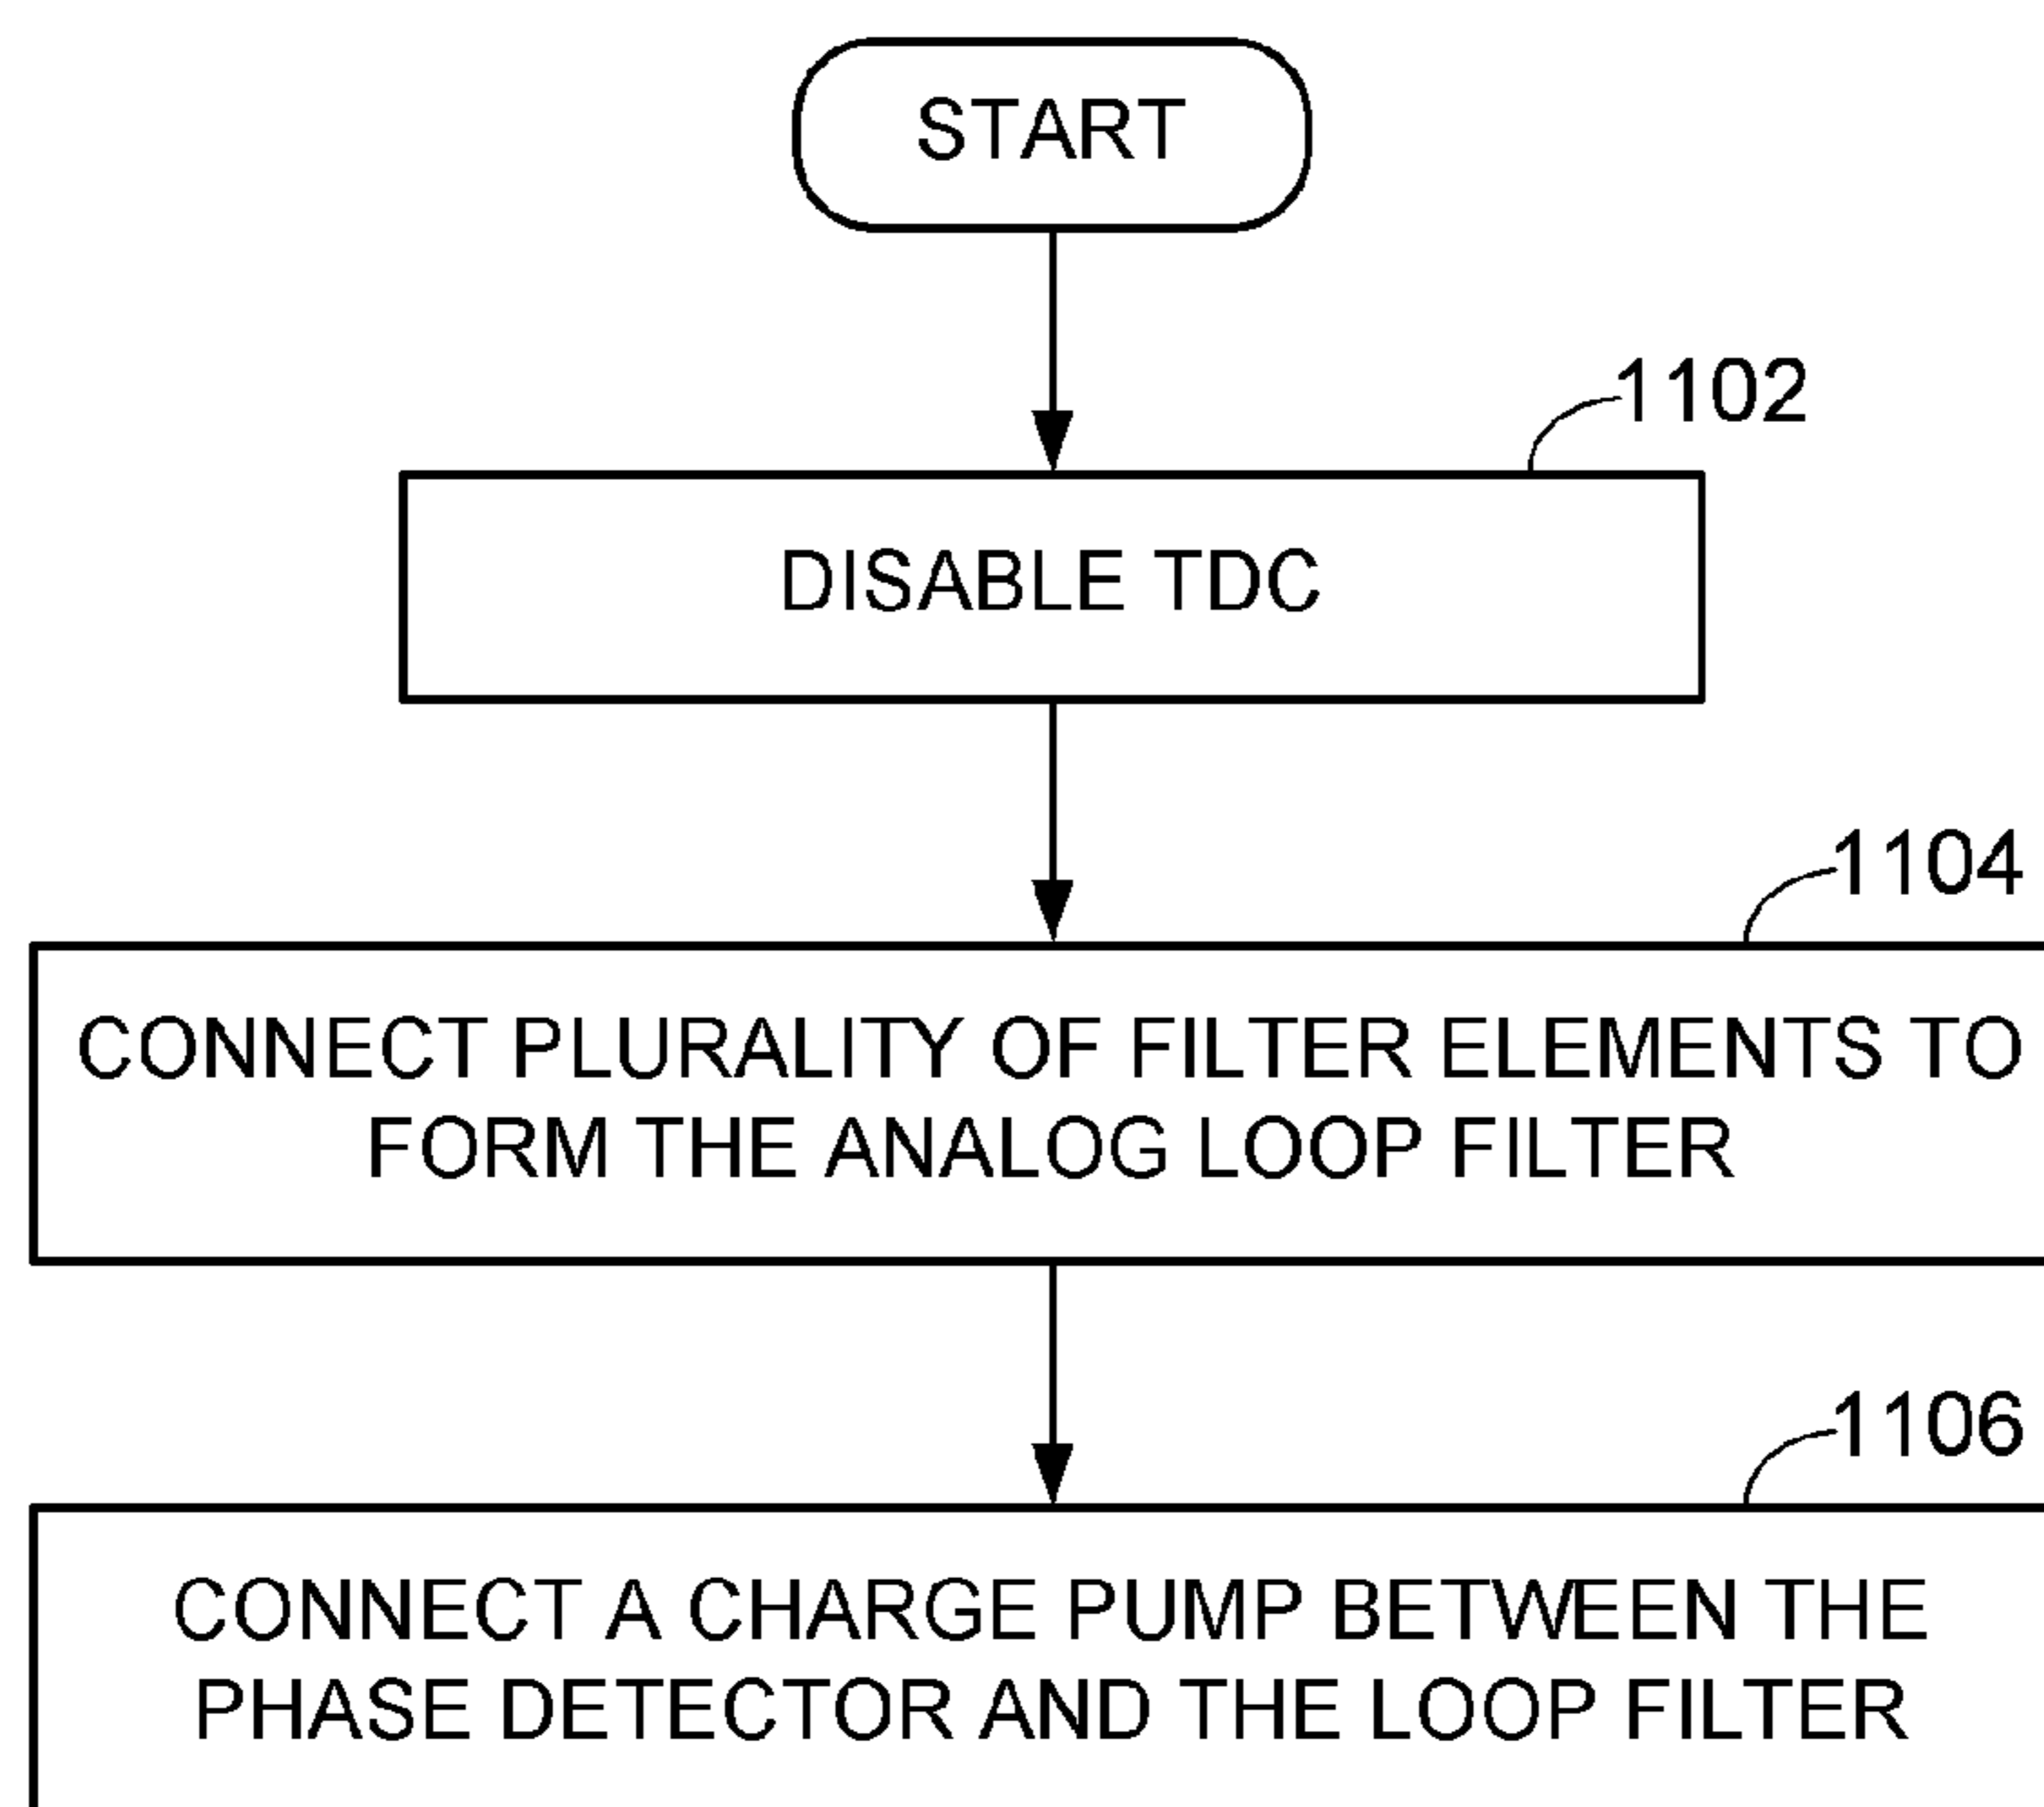 START
1102
DISABLE TDC
1104
CONNECT PLURALITY OF FILTER ELEMENTS TO
FORM THE ANALOG LOOP FILTER
1106
CONNECT A CHARGE PUMP BETWEEN THE
PHASE DETECTOR AND THE LOOP FILTER